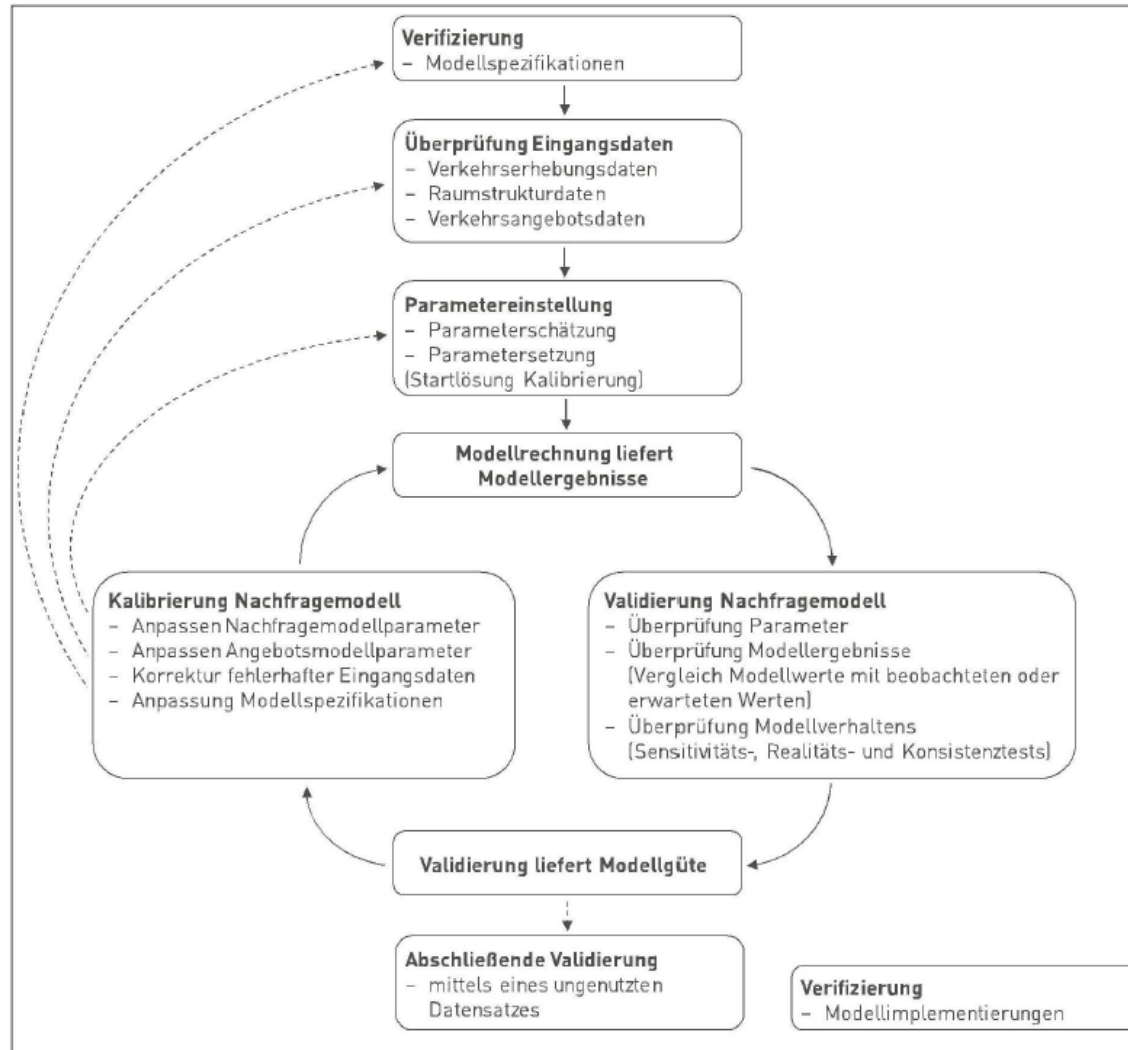 Verifizierung
– Modellspezifikationen
Überprüfung Eingangsdaten
– Verkehrserhebungsdaten
– Raumstrukturdaten
– Verkehrsangebotsdaten
Parametereinstellung
– Parameterschätzung
– Parametersetzung
(Startlösung Kalibrierung)
Modellrechnung liefert
Modellergebnisse
Kalibrierung Nachfragemodell
– Anpassen Nachfragemodellparameter
– Anpassen Angebotsmodellparameter
– Korrektur fehlerhafter Eingangsdaten
– Anpassung Modellspezifikationen
Validierung Nachfragemodell
– Überprüfung Parameter
– Überprüfung Modellergebnisse
(Vergleich Modellwerte mit beobachteten oder
erwarteten Werten)
– Überprüfung Modellverhaltens
(Sensitivitäts-, Realitäts- und Konsistenztests)
Validierung liefert Modellgüte
Abschließende Validierung
– mittels eines ungenutzten
Datensatzes
Verifizierung
– Modellimplementierungen